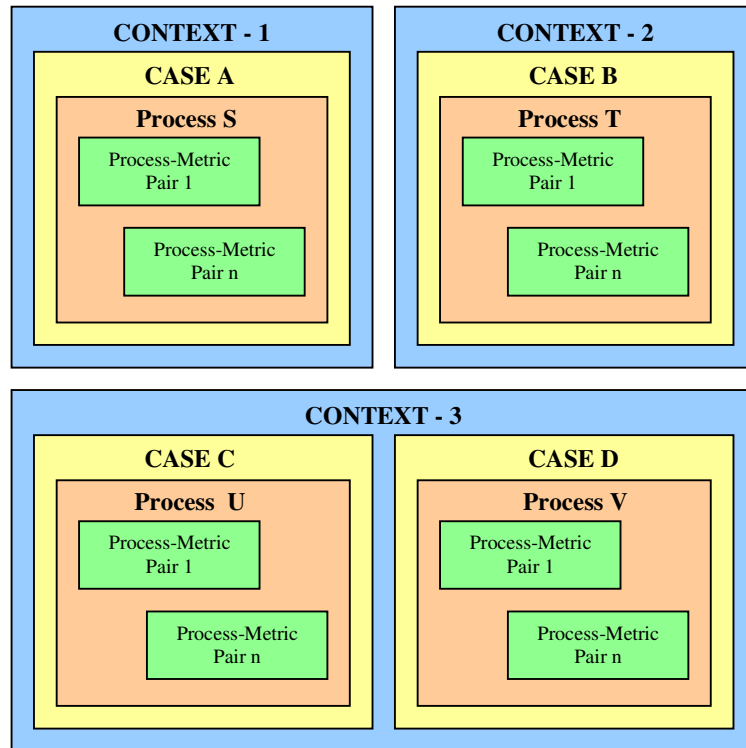 CONTEXT - 1
CASE A
Process S
Process-Metric
Pair 1
Process-Metric
Pair n
CONTEXT - 2
CASE B
Process T
Process-Metric
Pair 1
Process-Metric
Pair n
CONTEXT - 3
CASE C
Process U
Process-Metric
Pair 1
Process-Metric
Pair n
CASE D
Process V
Process-Metric
Pair 1
Process-Metric
Pair n